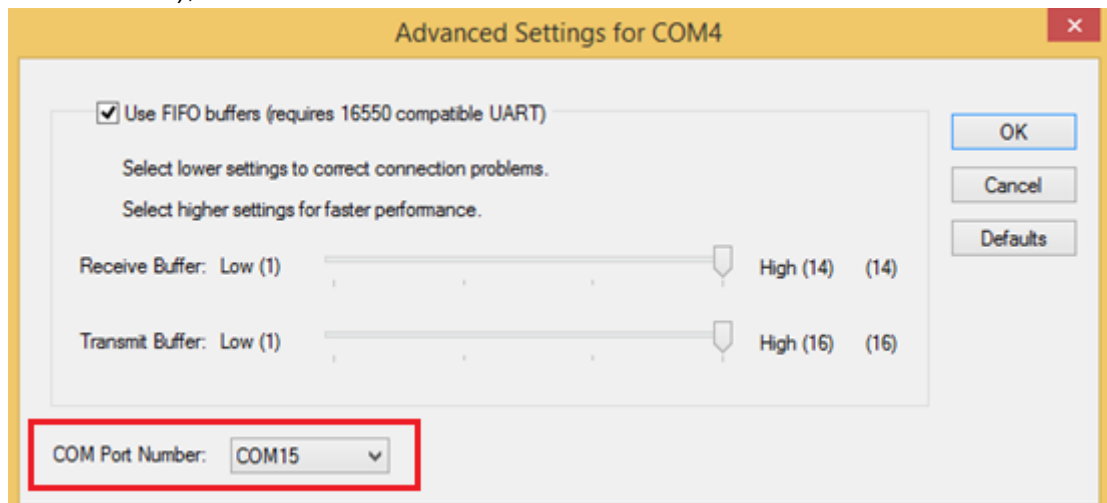 Advanced Settings for COM4
Use FIFO buffers (requires 16550 compatible UART)
OK
Select lower settings to correct connection problems.
Cancel
Select higher settings for faster performance.
Defaults
Receive Buffer: Low (1) High (14) (14)
Transmit Buffer: Low (1) High (16) (16)
COM Port Number: COM15